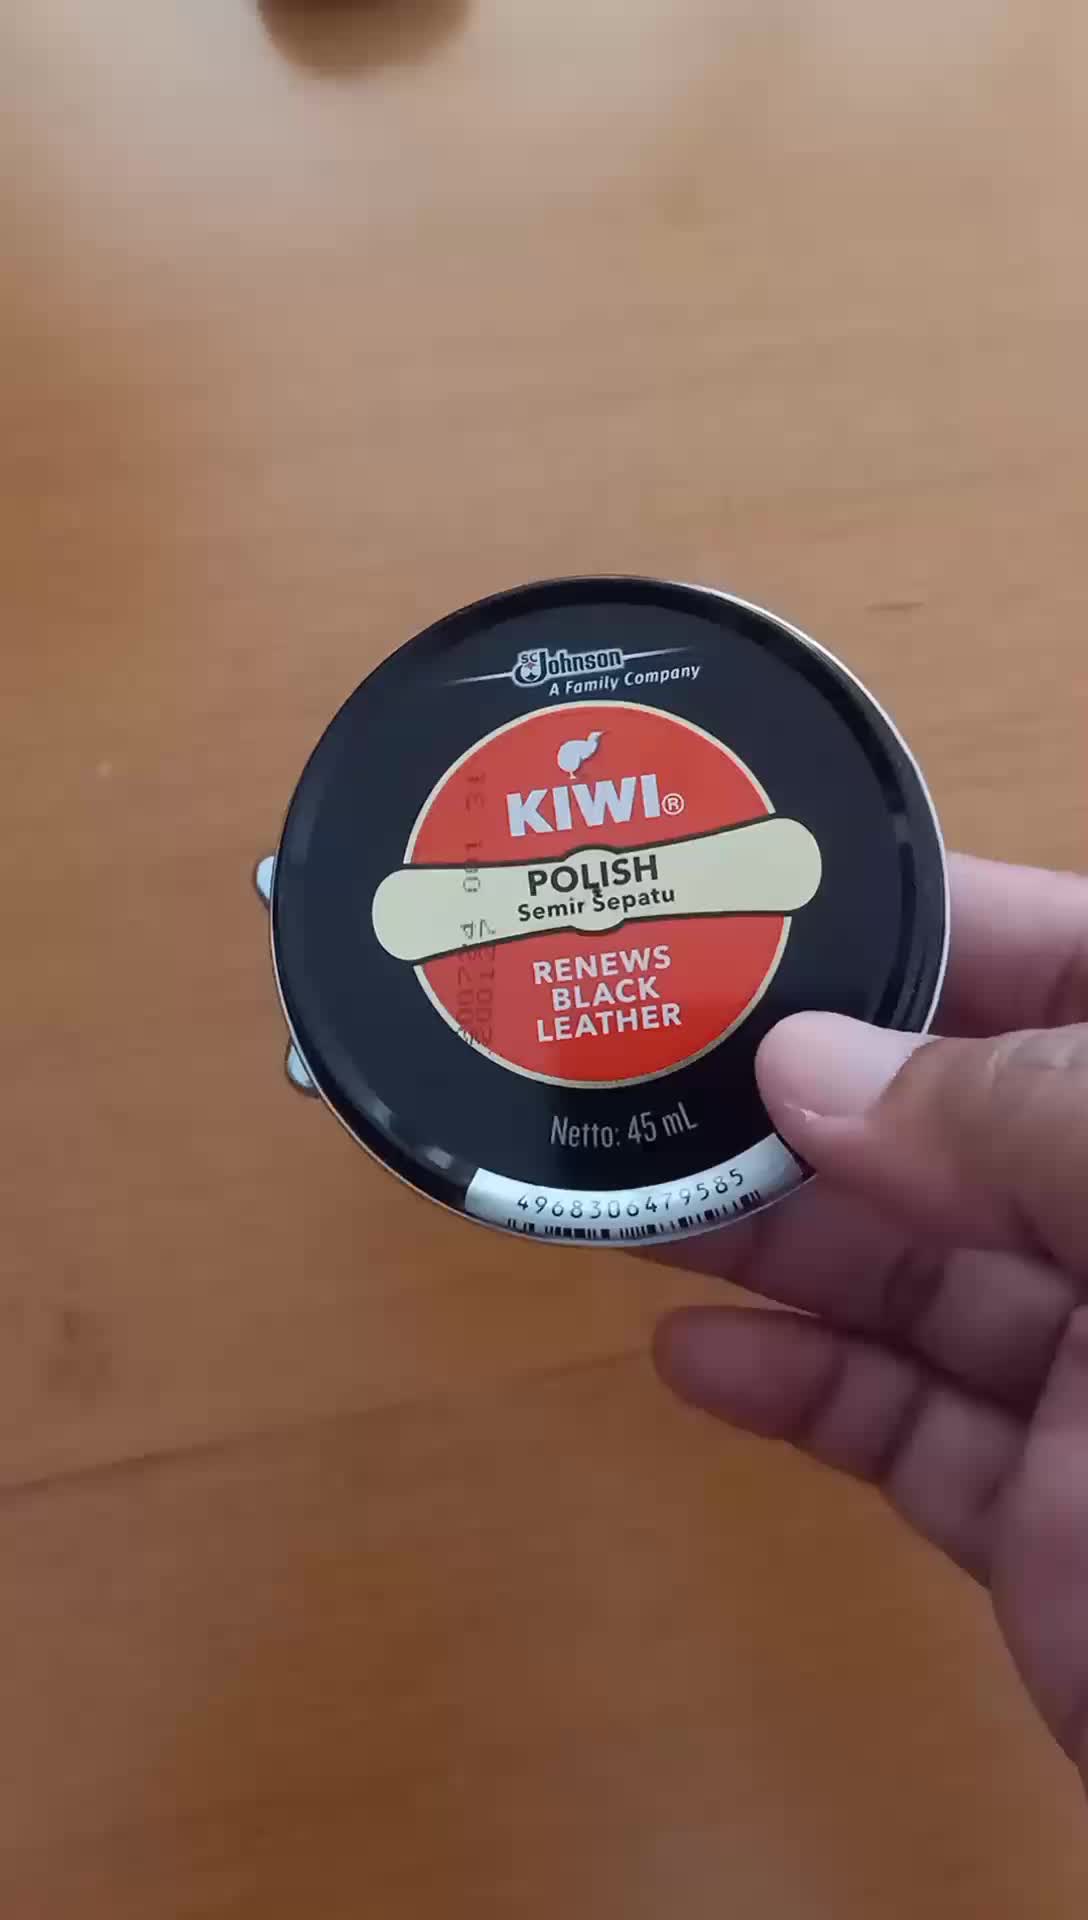 SC Johnson
A Family Company
KIWI®
POLISH
Semir Sepatu
RENEWS
BLACK
LEATHER
Netto: 45 mL
4968306479585